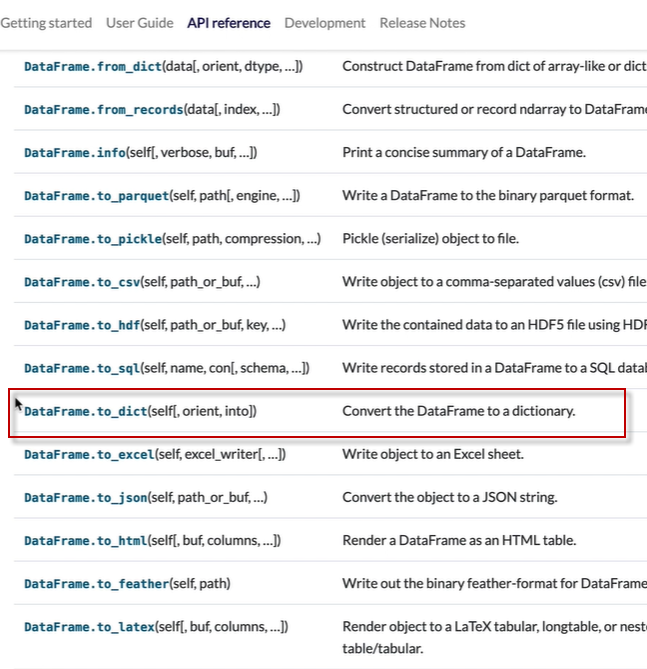 Getting started User Guide API reference Development Release Notes
DataFrame.from_dict(data[, orient, dtype, ...]) Construct DataFrame from dict of array-like or dict
DataFrame.from_records(data[, index, ...]) Convert structured or record ndarray to DataFrame
DataFrame.info(self[, verbose, buf, ...]) Print a concise summary of a DataFrame.
DataFrame.to_parquet(self, path[, engine, ...]) Write a DataFrame to the binary parquet format.
DataFrame.to_pickle(self, path, compression, ...) Pickle (serialize) object to file.
DataFrame.to_csv(self, path_or_buf, ...) Write object to a comma-separated values (csv) file
DataFrame.to_hdf(self, path_or_buf, key, ...) Write the contained data to an HDF5 file using HDF
DataFrame.to_sql(self, name, con[, schema, ...]) Write records stored in a DataFrame to a SQL datab
DataFrame.to_dict(self[, orient, into]) Convert the DataFrame to a dictionary.
DataFrame.to_excel(self, excel_writer[, ...]) Write object to an Excel sheet.
DataFrame.to_json(self, path_or_buf, ...) Convert the object to a JSON string.
DataFrame.to_html(self[, buf, columns, ...]) Render a DataFrame as an HTML table.
DataFrame.to_feather(self, path) Write out the binary feather-format for DataFrame
DataFrame.to_latex(self[, buf, columns, ...]) Render object to a LaTeX tabular, longtable, or nest
table/tabular.